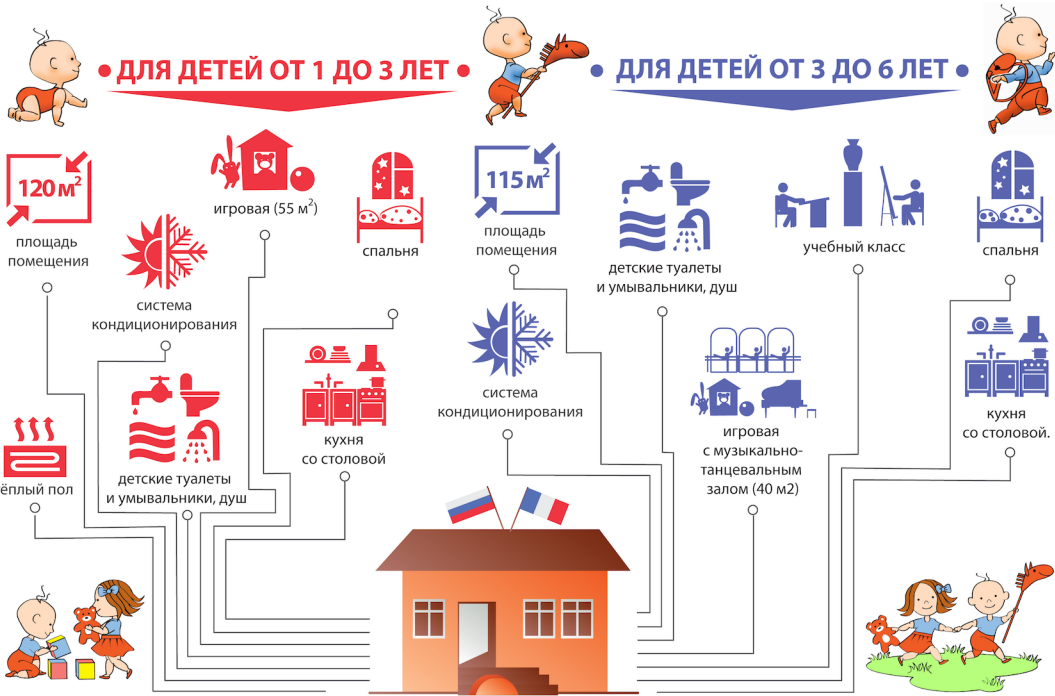 • ДЛЯ ДЕТЕЙ ОТ 1 ДО 3 ЛЕТ •
120 м²
площадь
помещения
система
кондиционирования
игровая (55 м²)
спальня
ёплый пол
детские туалеты
и умывальники, душ
кухня
со столовой
• ДЛЯ ДЕТЕЙ ОТ 3 ДО 6 ЛЕТ •
115 м²
площадь
помещения
система
кондиционирования
детские туалеты
и умывальники, душ
учебный класс
спальня
игровая
с музыкально-
танцевальным
залом (40 м2)
кухня
со столовой.